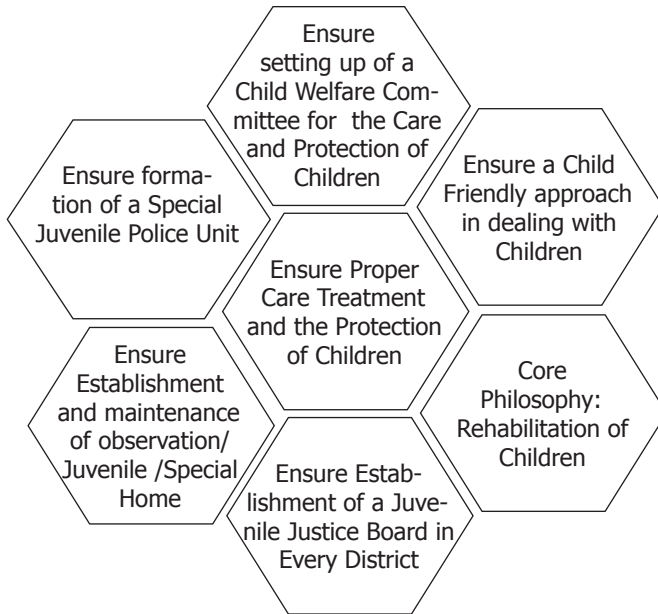 Ensure
setting up of a
Child Welfare Com-
mittee for the Care
and Protection of
Children
Ensure forma-
tion of a Special
Juvenile Police Unit
Ensure a Child
Friendly approach
in dealing with
Children
Ensure Proper
Care Treatment
and the Protection
of Children
Ensure
Establishment
and maintenance
of observation/
Juvenile /Special
Home
Core
Philosophy:
Rehabilitation of
Children
Ensure Estab-
lishment of a Juve-
nile Justice Board in
Every District